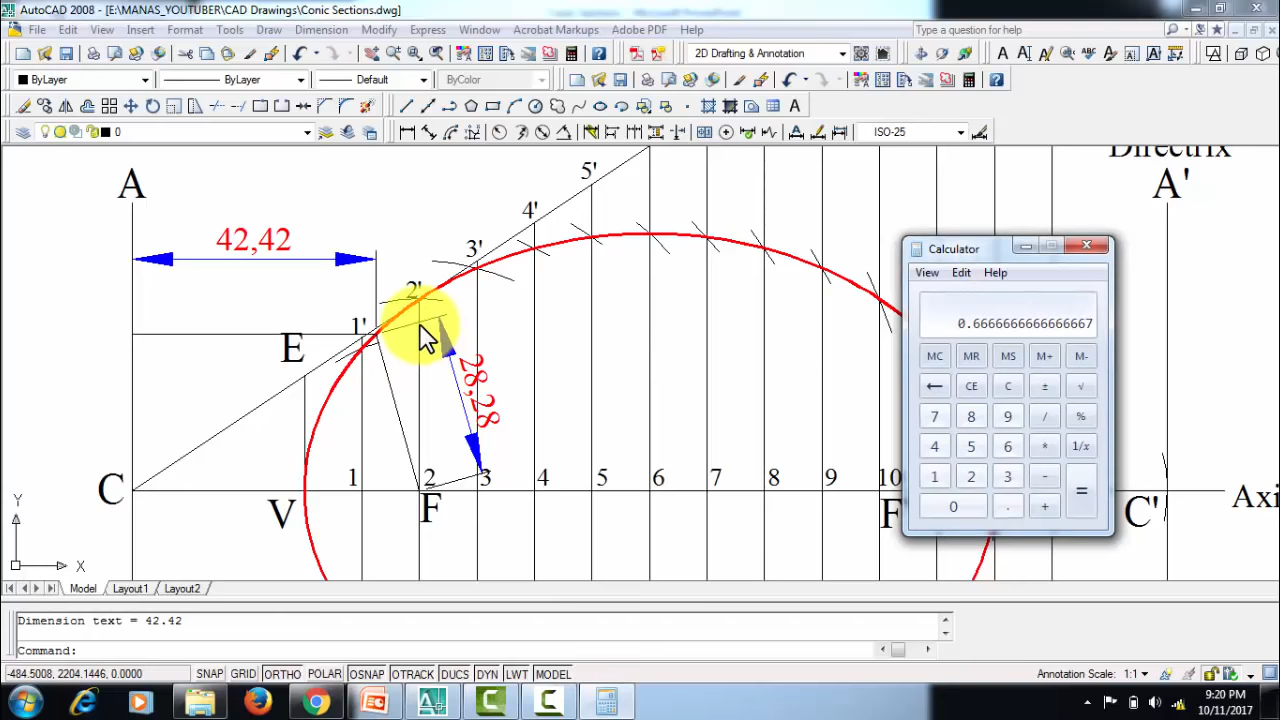 AutoCAD 2008 - [E:\MANAS_YOUTUBER\CAD Drawings\Conic Sections.dwg]
File Edit View Insert Format Tools Draw Dimension Modify Express Window Acrobat Markups Adobe PDF Help
Type a question for help
2D Drafting & Annotation
ByLayer ByLayer Default ByColor
0 ISO-25
Directrix
A A'
5'
4'
42,42
3'
2'
1'
E
28,28
C V 1 2 3 4 5 6 7 8 9 10 Axi
F F C'
Calculator
View Edit Help
0.6666666666666667
MC MR MS M+ M-
← CE C ± √
7 8 9 / %
4 5 6 * 1/x
1 2 3 - =
0 . +
Y
X
Model Layout1 Layout2
Dimension text = 42.42
Command:
-484.5008, 2204.1446, 0.0000 SNAP GRID ORTHO POLAR OSNAP OTRACK DUCS DYN LWT MODEL Annotation Scale: 1:1
9:20 PM
10/11/2017